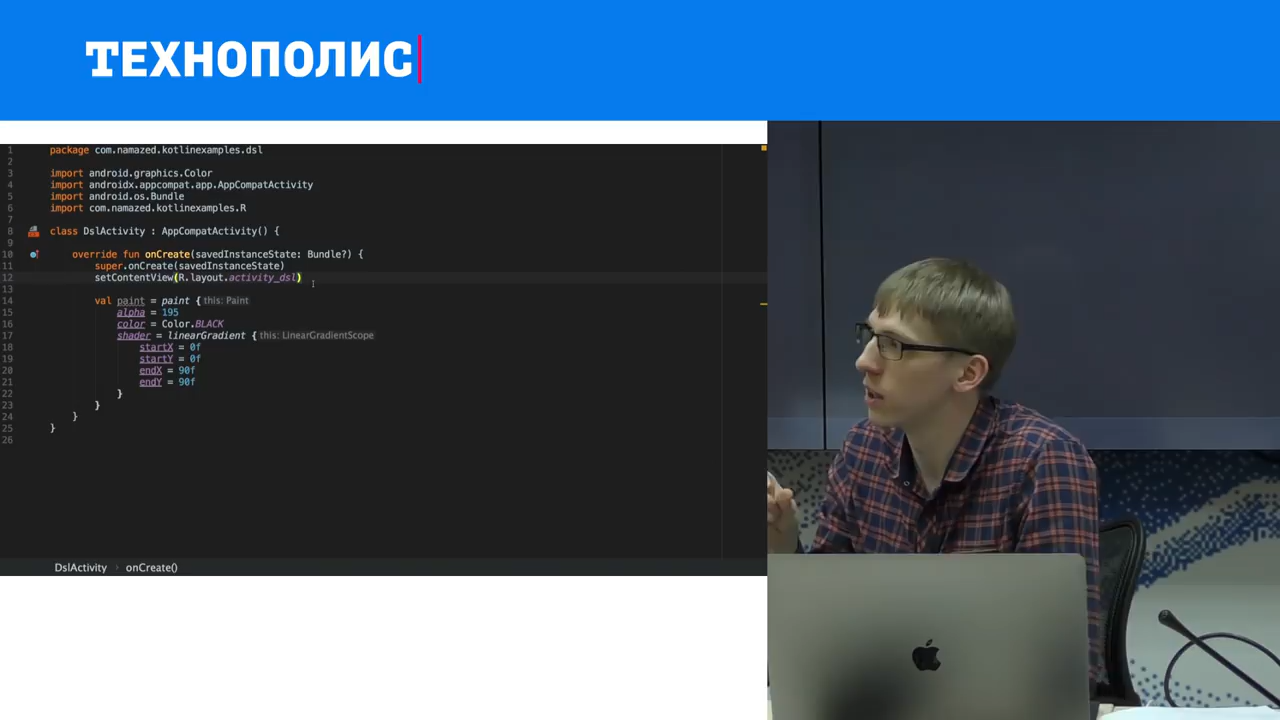 ТЕХНОПОЛИС
1 package com.namazed.kotlinexamples.dsl
2
3 import android.graphics.Color
4 import androidx.appcompat.app.AppCompatActivity
5 import android.os.Bundle
6 import com.namazed.kotlinexamples.R
7
8 class DslActivity : AppCompatActivity() {
9
10 override fun onCreate(savedInstanceState: Bundle?) {
11 super.onCreate(savedInstanceState)
12 setContentView(R.layout.activity_dsl)
13
14 val paint = paint { this: Paint
15 alpha = 195
16 color = Color.BLACK
17 shader = linearGradient { this: LinearGradientScope
18 startX = 0f
19 startY = 0f
20 endX = 90f
21 endY = 90f
22 }
23 }
24 }
25 }
26
DslActivity › onCreate()